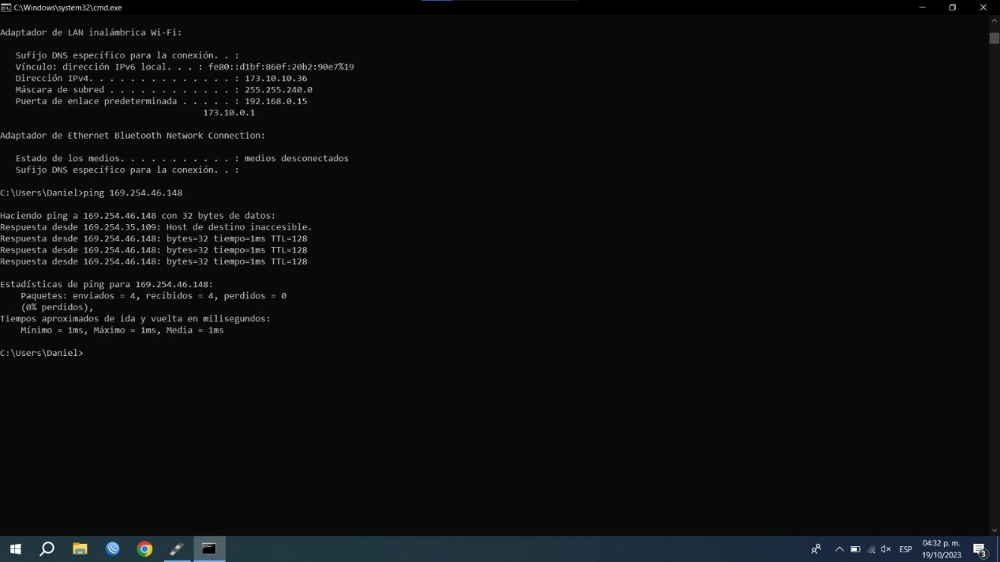 C:\Windows\system32\cmd.exe
Adaptador de LAN inalámbrica Wi-Fi:
Sufijo DNS específico para la conexión. . :
Vínculo: dirección IPv6 local. . . : fe80::d1bf:860f:20b2:90e7%19
Dirección IPv4. . . . . . . . . . . . . . : 173.10.10.36
Máscara de subred . . . . . . . . . . . . : 255.255.240.0
Puerta de enlace predeterminada . . . . . : 192.168.0.15
173.10.0.1
Adaptador de Ethernet Bluetooth Network Connection:
Estado de los medios. . . . . . . . . . . : medios desconectados
Sufijo DNS específico para la conexión. . :
C:\Users\Daniel>ping 169.254.46.148
Haciendo ping a 169.254.46.148 con 32 bytes de datos:
Respuesta desde 169.254.35.109: Host de destino inaccesible.
Respuesta desde 169.254.46.148: bytes=32 tiempo=1ms TTL=128
Respuesta desde 169.254.46.148: bytes=32 tiempo=1ms TTL=128
Respuesta desde 169.254.46.148: bytes=32 tiempo=1ms TTL=128
Estadísticas de ping para 169.254.46.148:
Paquetes: enviados = 4, recibidos = 4, perdidos = 0
(0% perdidos),
Tiempos aproximados de ida y vuelta en milisegundos:
Mínimo = 1ms, Máximo = 1ms, Media = 1ms
C:\Users\Daniel>
ESP
04:32 p. m.
19/10/2023
3